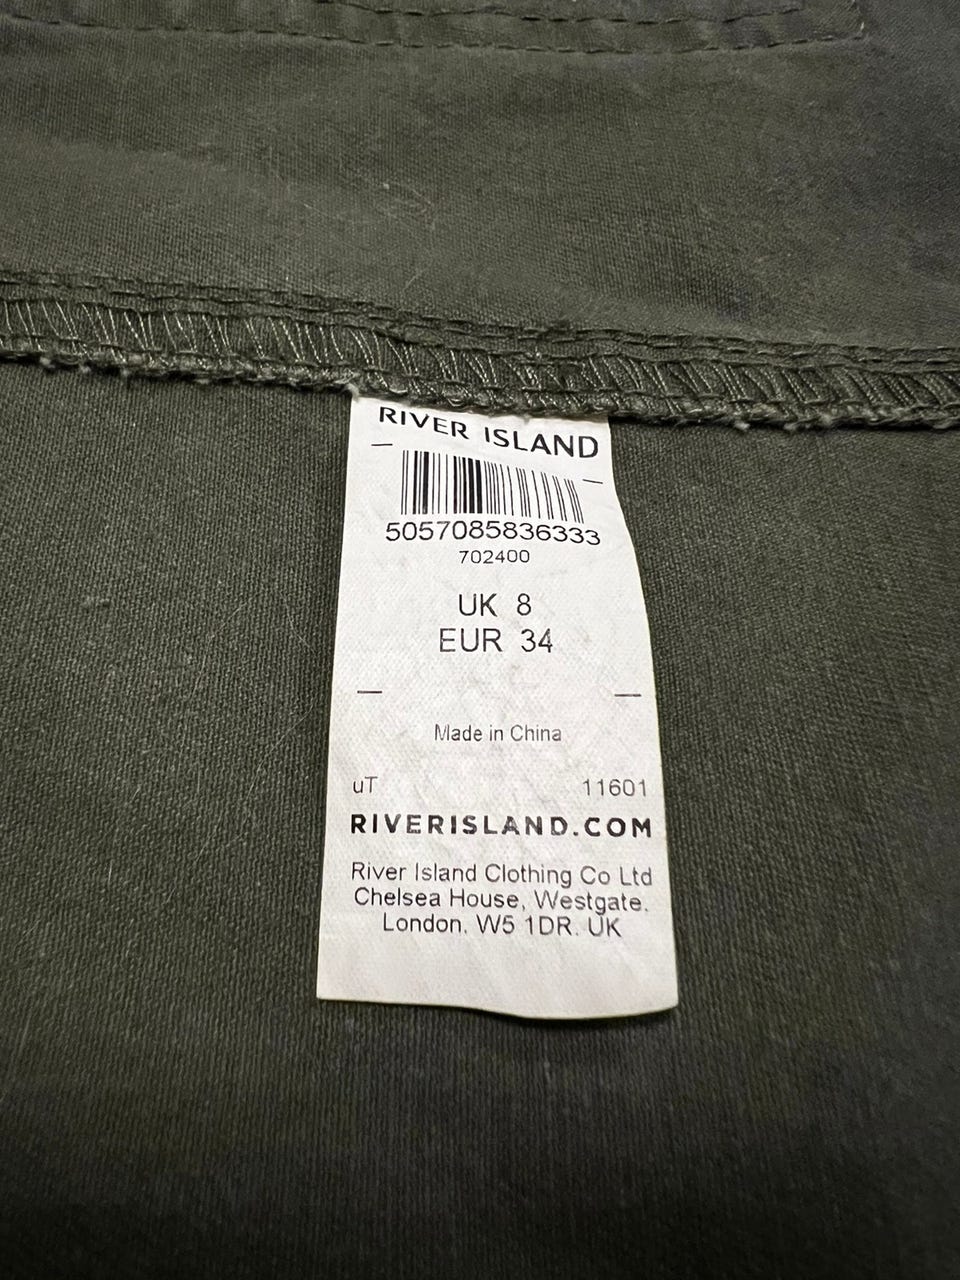 RIVER ISLAND
5057085836333
702400
UK 8
EUR 34
Made in China
uT 11601
RIVERISLAND.COM
River Island Clothing Co Ltd
Chelsea House, Westgate,
London. W5 1DR. UK